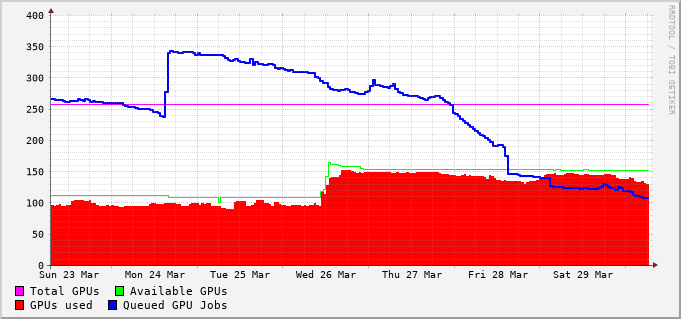 RRDTOOL / TOBI OETIKER
400
350
300
250
200
150
100
50
0
Sun 23 Mar Mon 24 Mar Tue 25 Mar Wed 26 Mar Thu 27 Mar Fri 28 Mar Sat 29 Mar
Total GPUs Available GPUs
GPUs used Queued GPU Jobs